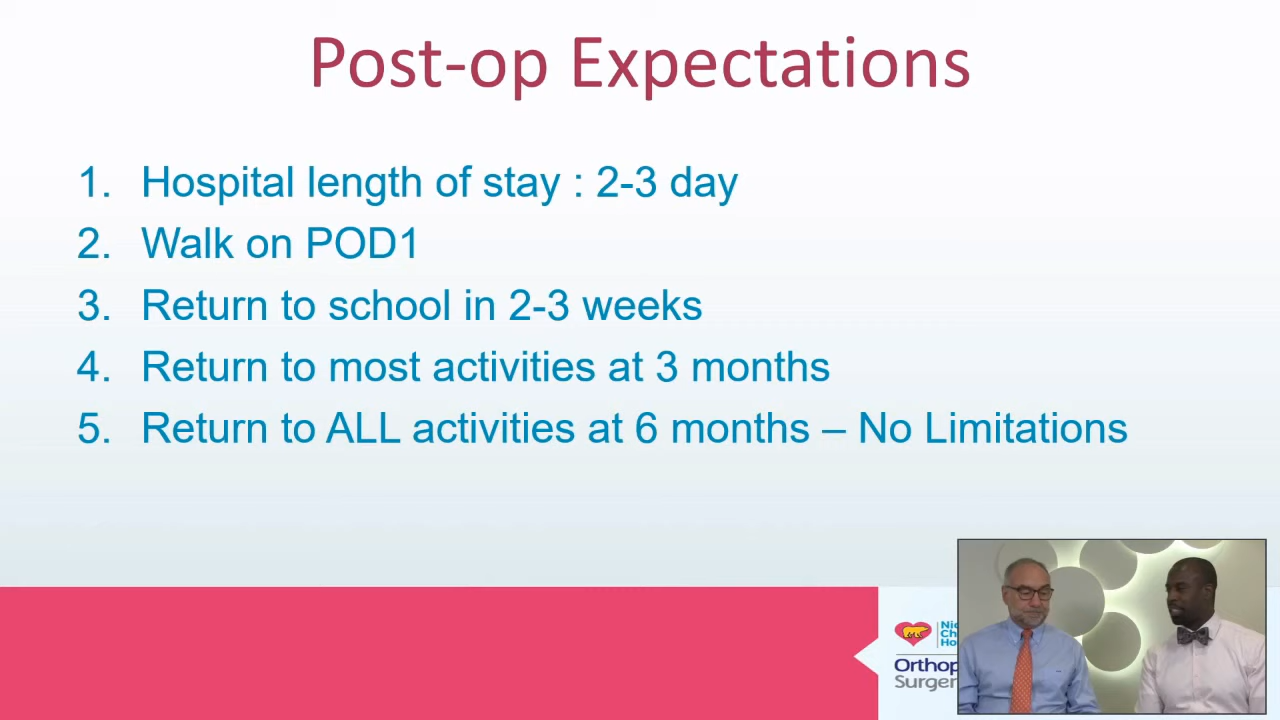 Post-op Expectations
1. Hospital length of stay : 2-3 day
2. Walk on POD1
3. Return to school in 2-3 weeks
4. Return to most activities at 3 months
5. Return to ALL activities at 6 months – No Limitations